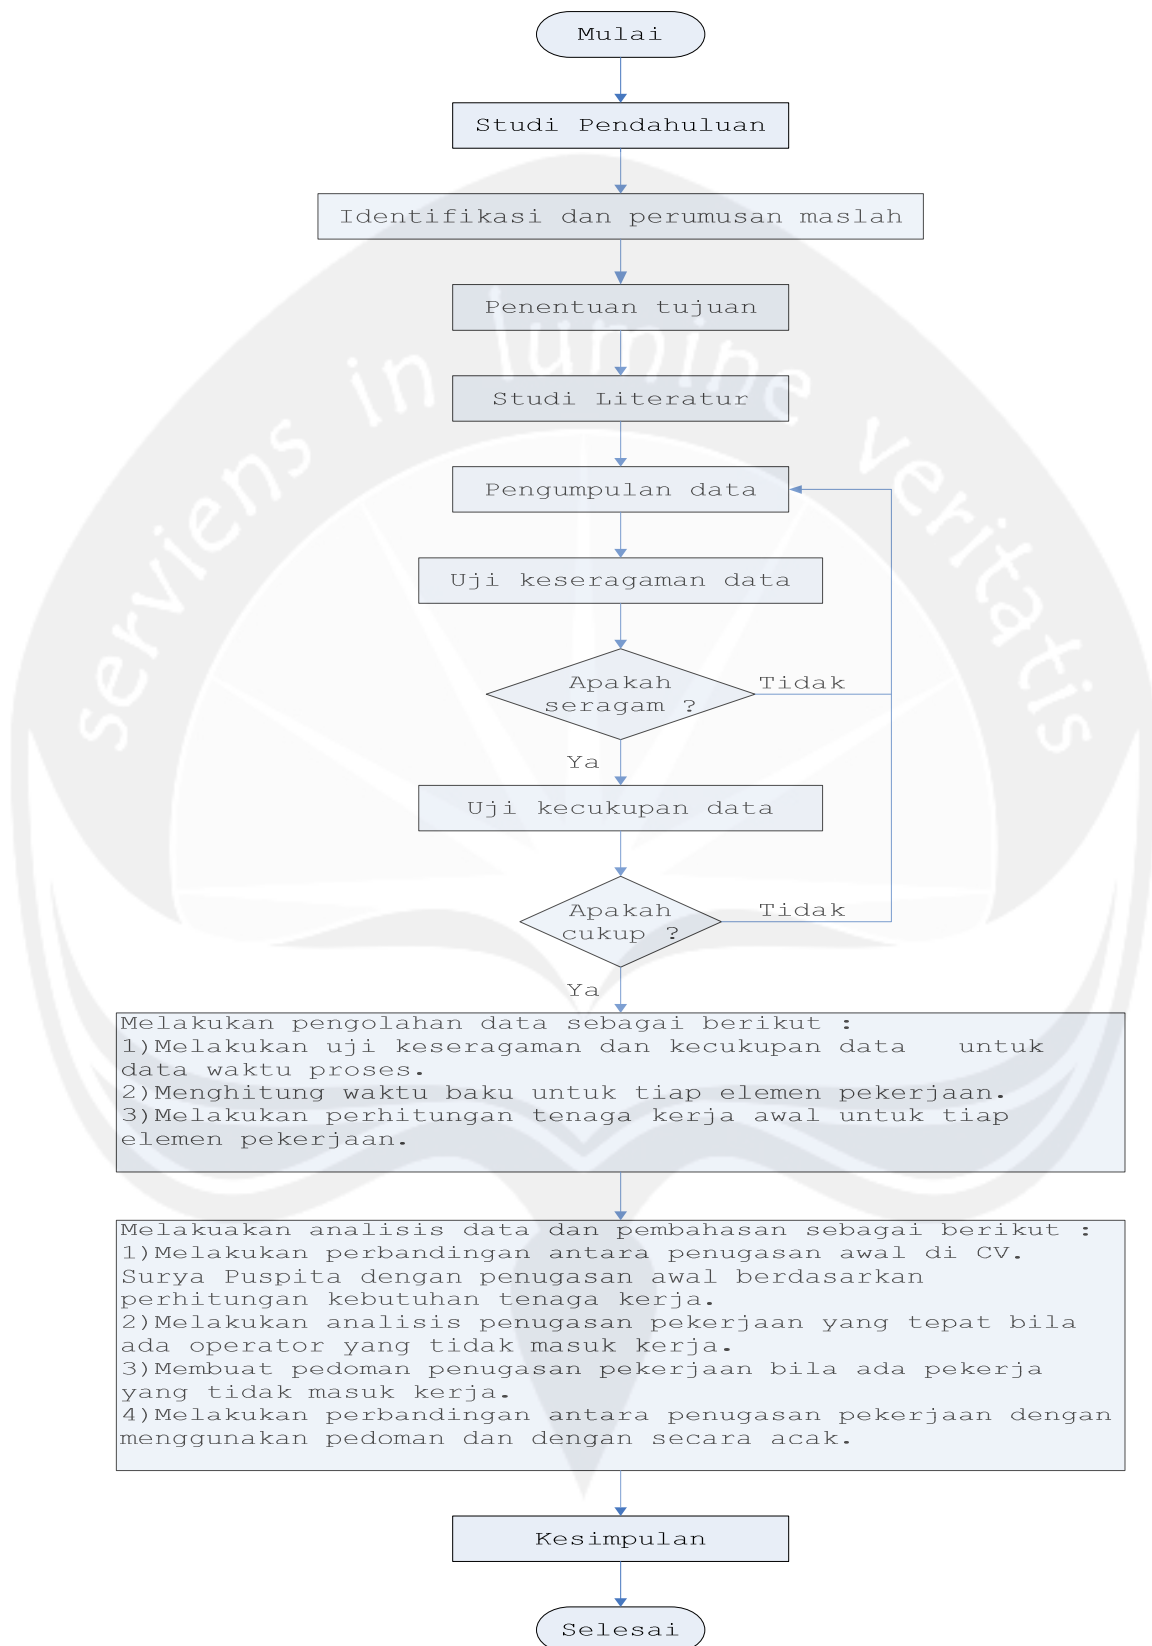 Mulai
Studi Pendahuluan
Identifikasi dan perumusan maslah
Penentuan tujuan
Studi Literatur
Pengumpulan data
Uji keseragaman data
Apakah
seragam ?
Tidak
Ya
Uji kecukupan data
Apakah
cukup ?
Tidak
Ya
Melakukan pengolahan data sebagai berikut :
1)Melakukan uji keseragaman dan kecukupan data   untuk
data waktu proses.
2)Menghitung waktu baku untuk tiap elemen pekerjaan.
3)Melakukan perhitungan tenaga kerja awal untuk tiap
elemen pekerjaan.
Melakuakan analisis data dan pembahasan sebagai berikut :
1)Melakukan perbandingan antara penugasan awal di CV.
Surya Puspita dengan penugasan awal berdasarkan
perhitungan kebutuhan tenaga kerja.
2)Melakukan analisis penugasan pekerjaan yang tepat bila
ada operator yang tidak masuk kerja.
3)Membuat pedoman penugasan pekerjaan bila ada pekerja
yang tidak masuk kerja.
4)Melakukan perbandingan antara penugasan pekerjaan dengan
menggunakan pedoman dan dengan secara acak.
Kesimpulan
Selesai
serviens in lumine veritatis